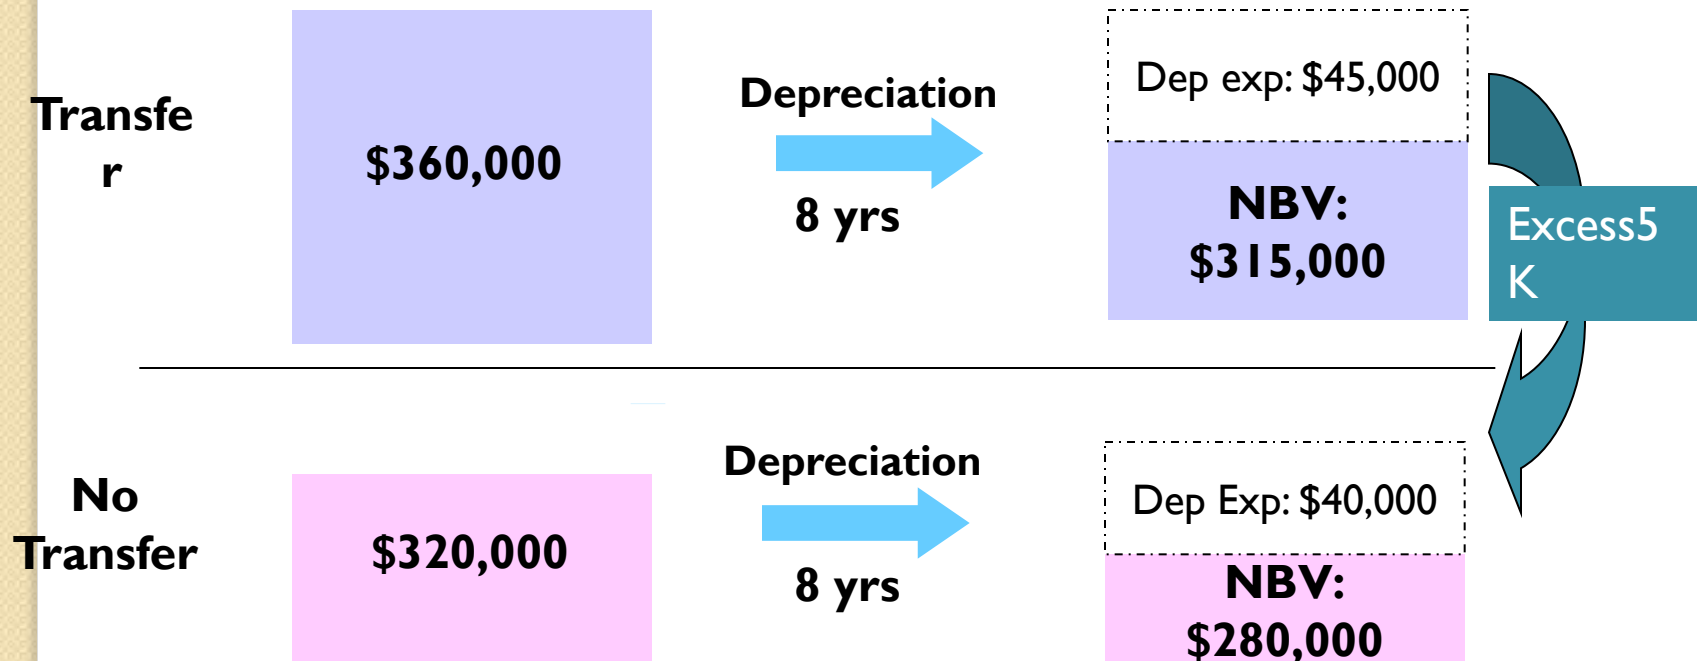 Transfe
r
$360,000
Depreciation
8 yrs
Dep exp: $45,000
NBV:
$315,000
Excess5
K
No
Transfer
$320,000
Depreciation
8 yrs
Dep Exp: $40,000
NBV:
$280,000